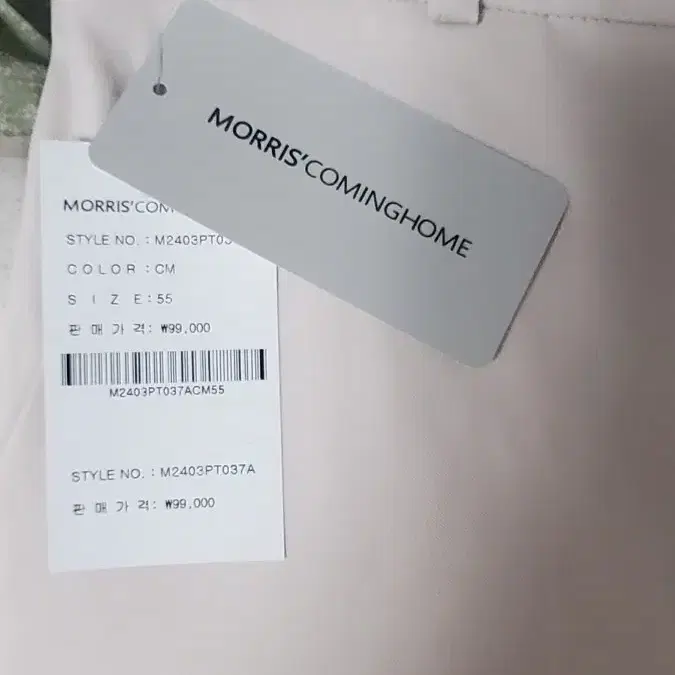 MORRIS'COMINGHOME
MORRIS'COM
STYLE NO. : M2403PT03
COLOR : CM
SIZE : 55
판매가격: ₩99,000
M2403PT037ACM55
STYLE NO. : M2403PT037A
판매가격: ₩99,000